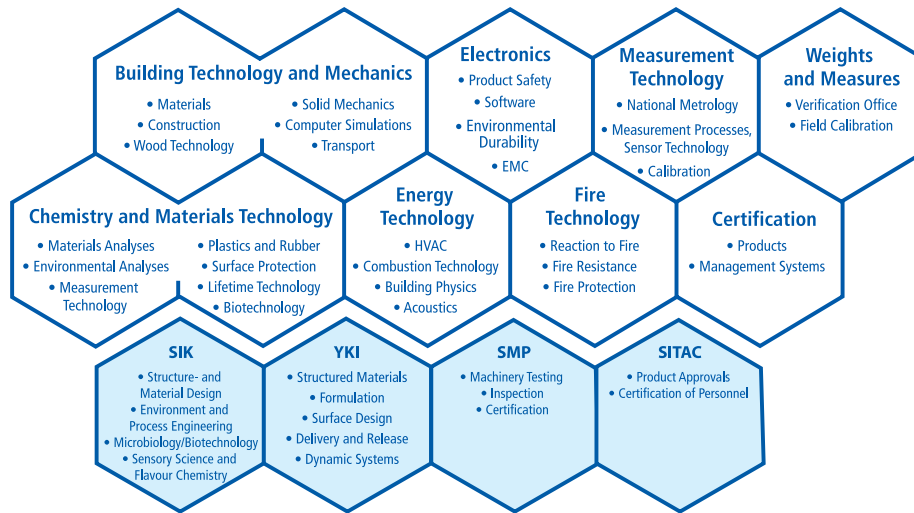 Building Technology and Mechanics
• Materials
• Construction
• Wood Technology
• Solid Mechanics
• Computer Simulations
• Transport
Electronics
• Product Safety
• Software
• Environmental
Durability
• EMC
Measurement
Technology
• National Metrology
• Measurement Processes,
Sensor Technology
• Calibration
Weights
and Measures
• Verification Office
• Field Calibration
Chemistry and Materials Technology
• Materials Analyses
• Environmental Analyses
• Measurement
Technology
• Plastics and Rubber
• Surface Protection
• Lifetime Technology
• Biotechnology
Energy
Technology
• HVAC
• Combustion Technology
• Building Physics
• Acoustics
Fire
Technology
• Reaction to Fire
• Fire Resistance
• Fire Protection
Certification
• Products
• Management Systems
SIK
• Structure- and
Material Design
• Environment and
Process Engineering
• Microbiology/Biotechnology
• Sensory Science and
Flavour Chemistry
YKI
• Structured Materials
• Formulation
• Surface Design
• Delivery and Release
• Dynamic Systems
SMP
• Machinery Testing
• Inspection
• Certification
SITAC
• Product Approvals
• Certification of Personnel